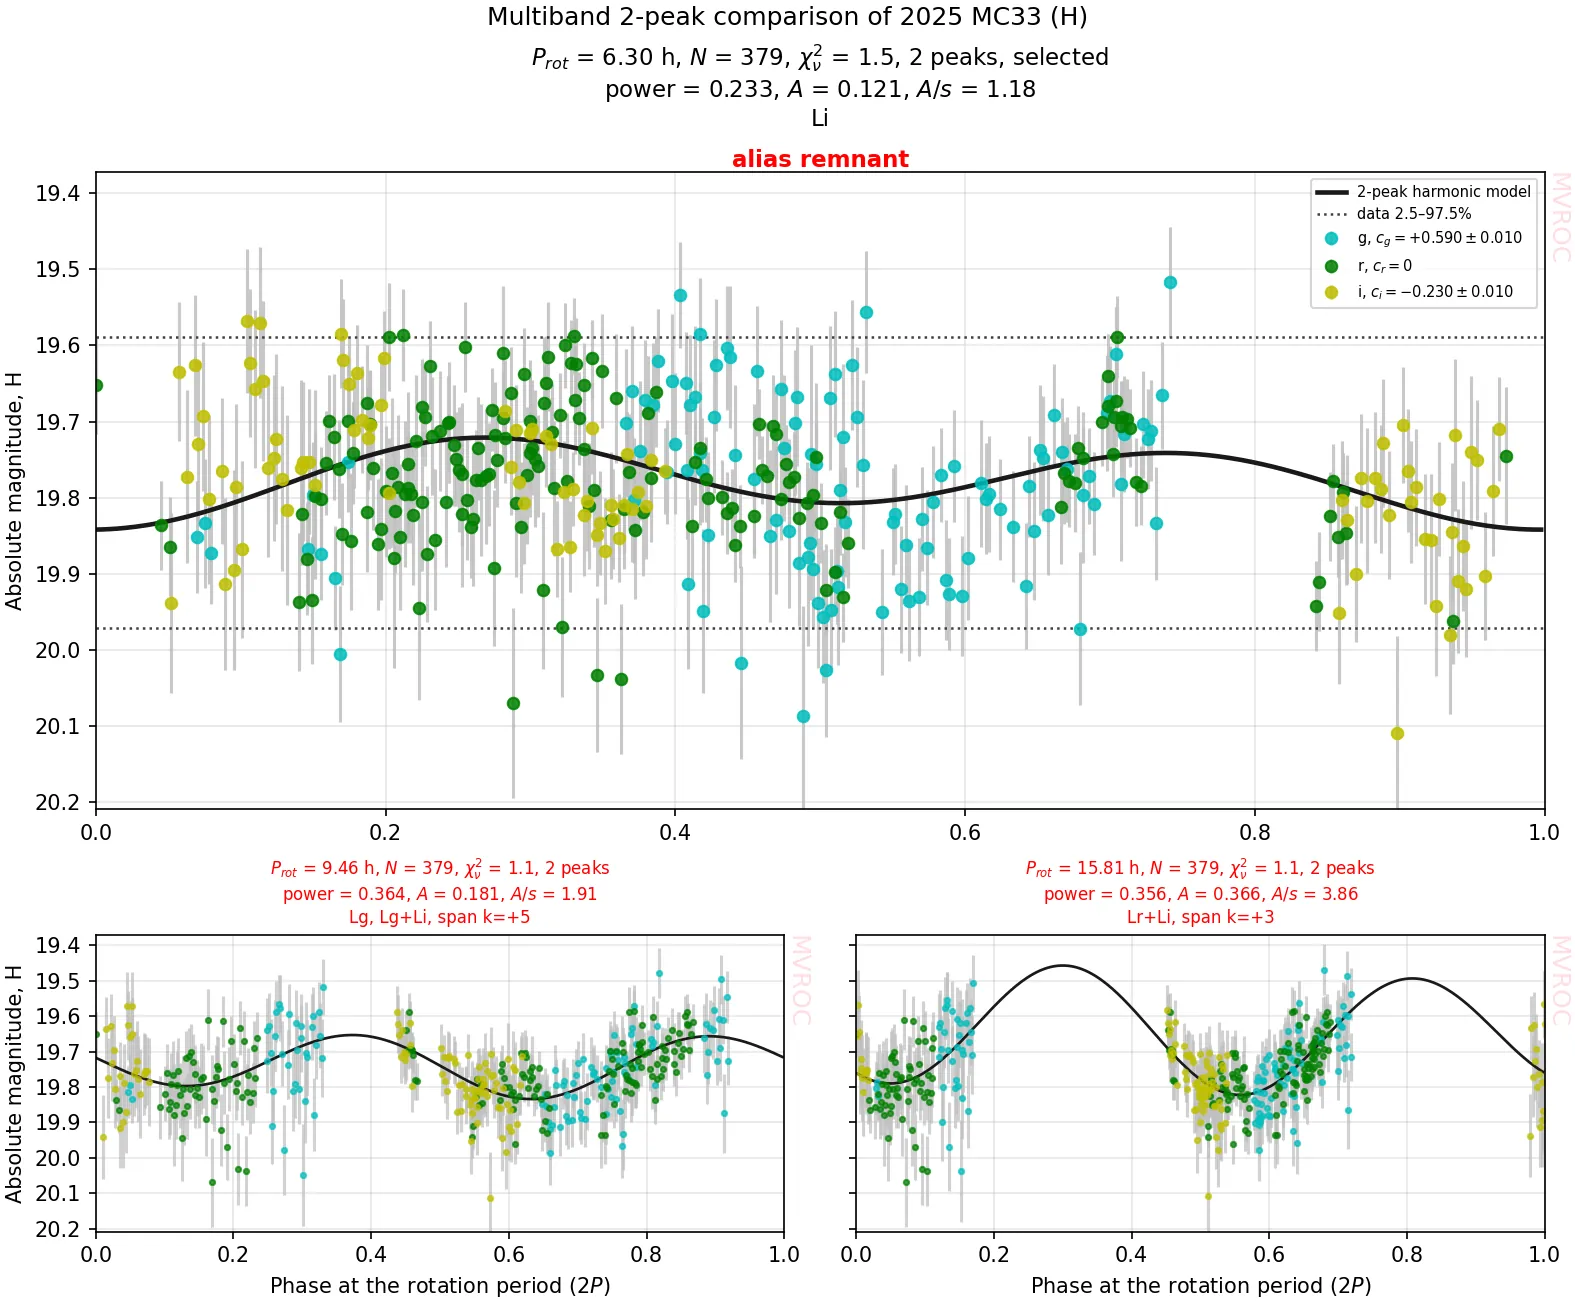 Multiband 2-peak comparison of 2025 MC33 (H)
P_rot = 6.30 h, N = 379, χ²_ν = 1.5, 2 peaks, selected
power = 0.233, A = 0.121, A/s = 1.18
Li
alias remnant
2-peak harmonic model
data 2.5–97.5%
g, c_g = +0.590 ± 0.010
r, c_r = 0
i, c_i = −0.230 ± 0.010
MVROC
Absolute magnitude, H
19.4
19.5
19.6
19.7
19.8
19.9
20.0
20.1
20.2
0.0 0.2 0.4 0.6 0.8 1.0
P_rot = 9.46 h, N = 379, χ²_ν = 1.1, 2 peaks
power = 0.364, A = 0.181, A/s = 1.91
Lg, Lg+Li, span k=+5
MVROC
Absolute magnitude, H
19.4
19.5
19.6
19.7
19.8
19.9
20.0
20.1
20.2
0.0 0.2 0.4 0.6 0.8 1.0
Phase at the rotation period (2P)
P_rot = 15.81 h, N = 379, χ²_ν = 1.1, 2 peaks
power = 0.356, A = 0.366, A/s = 3.86
Lr+Li, span k=+3
MVROC
0.0 0.2 0.4 0.6 0.8 1.0
Phase at the rotation period (2P)